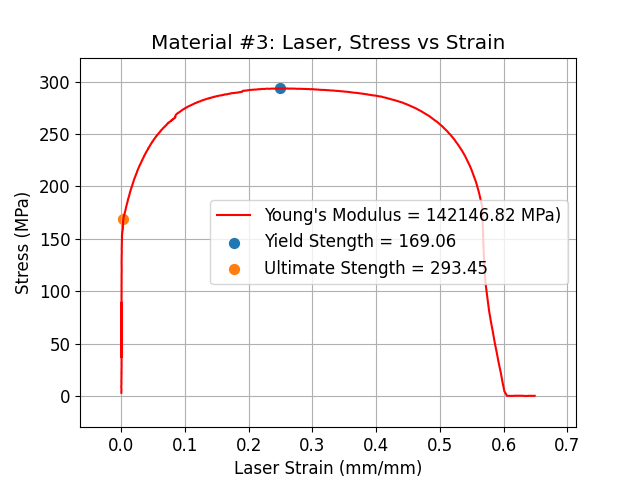 Material #3: Laser, Stress vs Strain
300
250
200
150
100
50
0
Stress (MPa)
Young's Modulus = 142146.82 MPa)
Yield Stength = 169.06
Ultimate Stength = 293.45
0.0 0.1 0.2 0.3 0.4 0.5 0.6 0.7
Laser Strain (mm/mm)